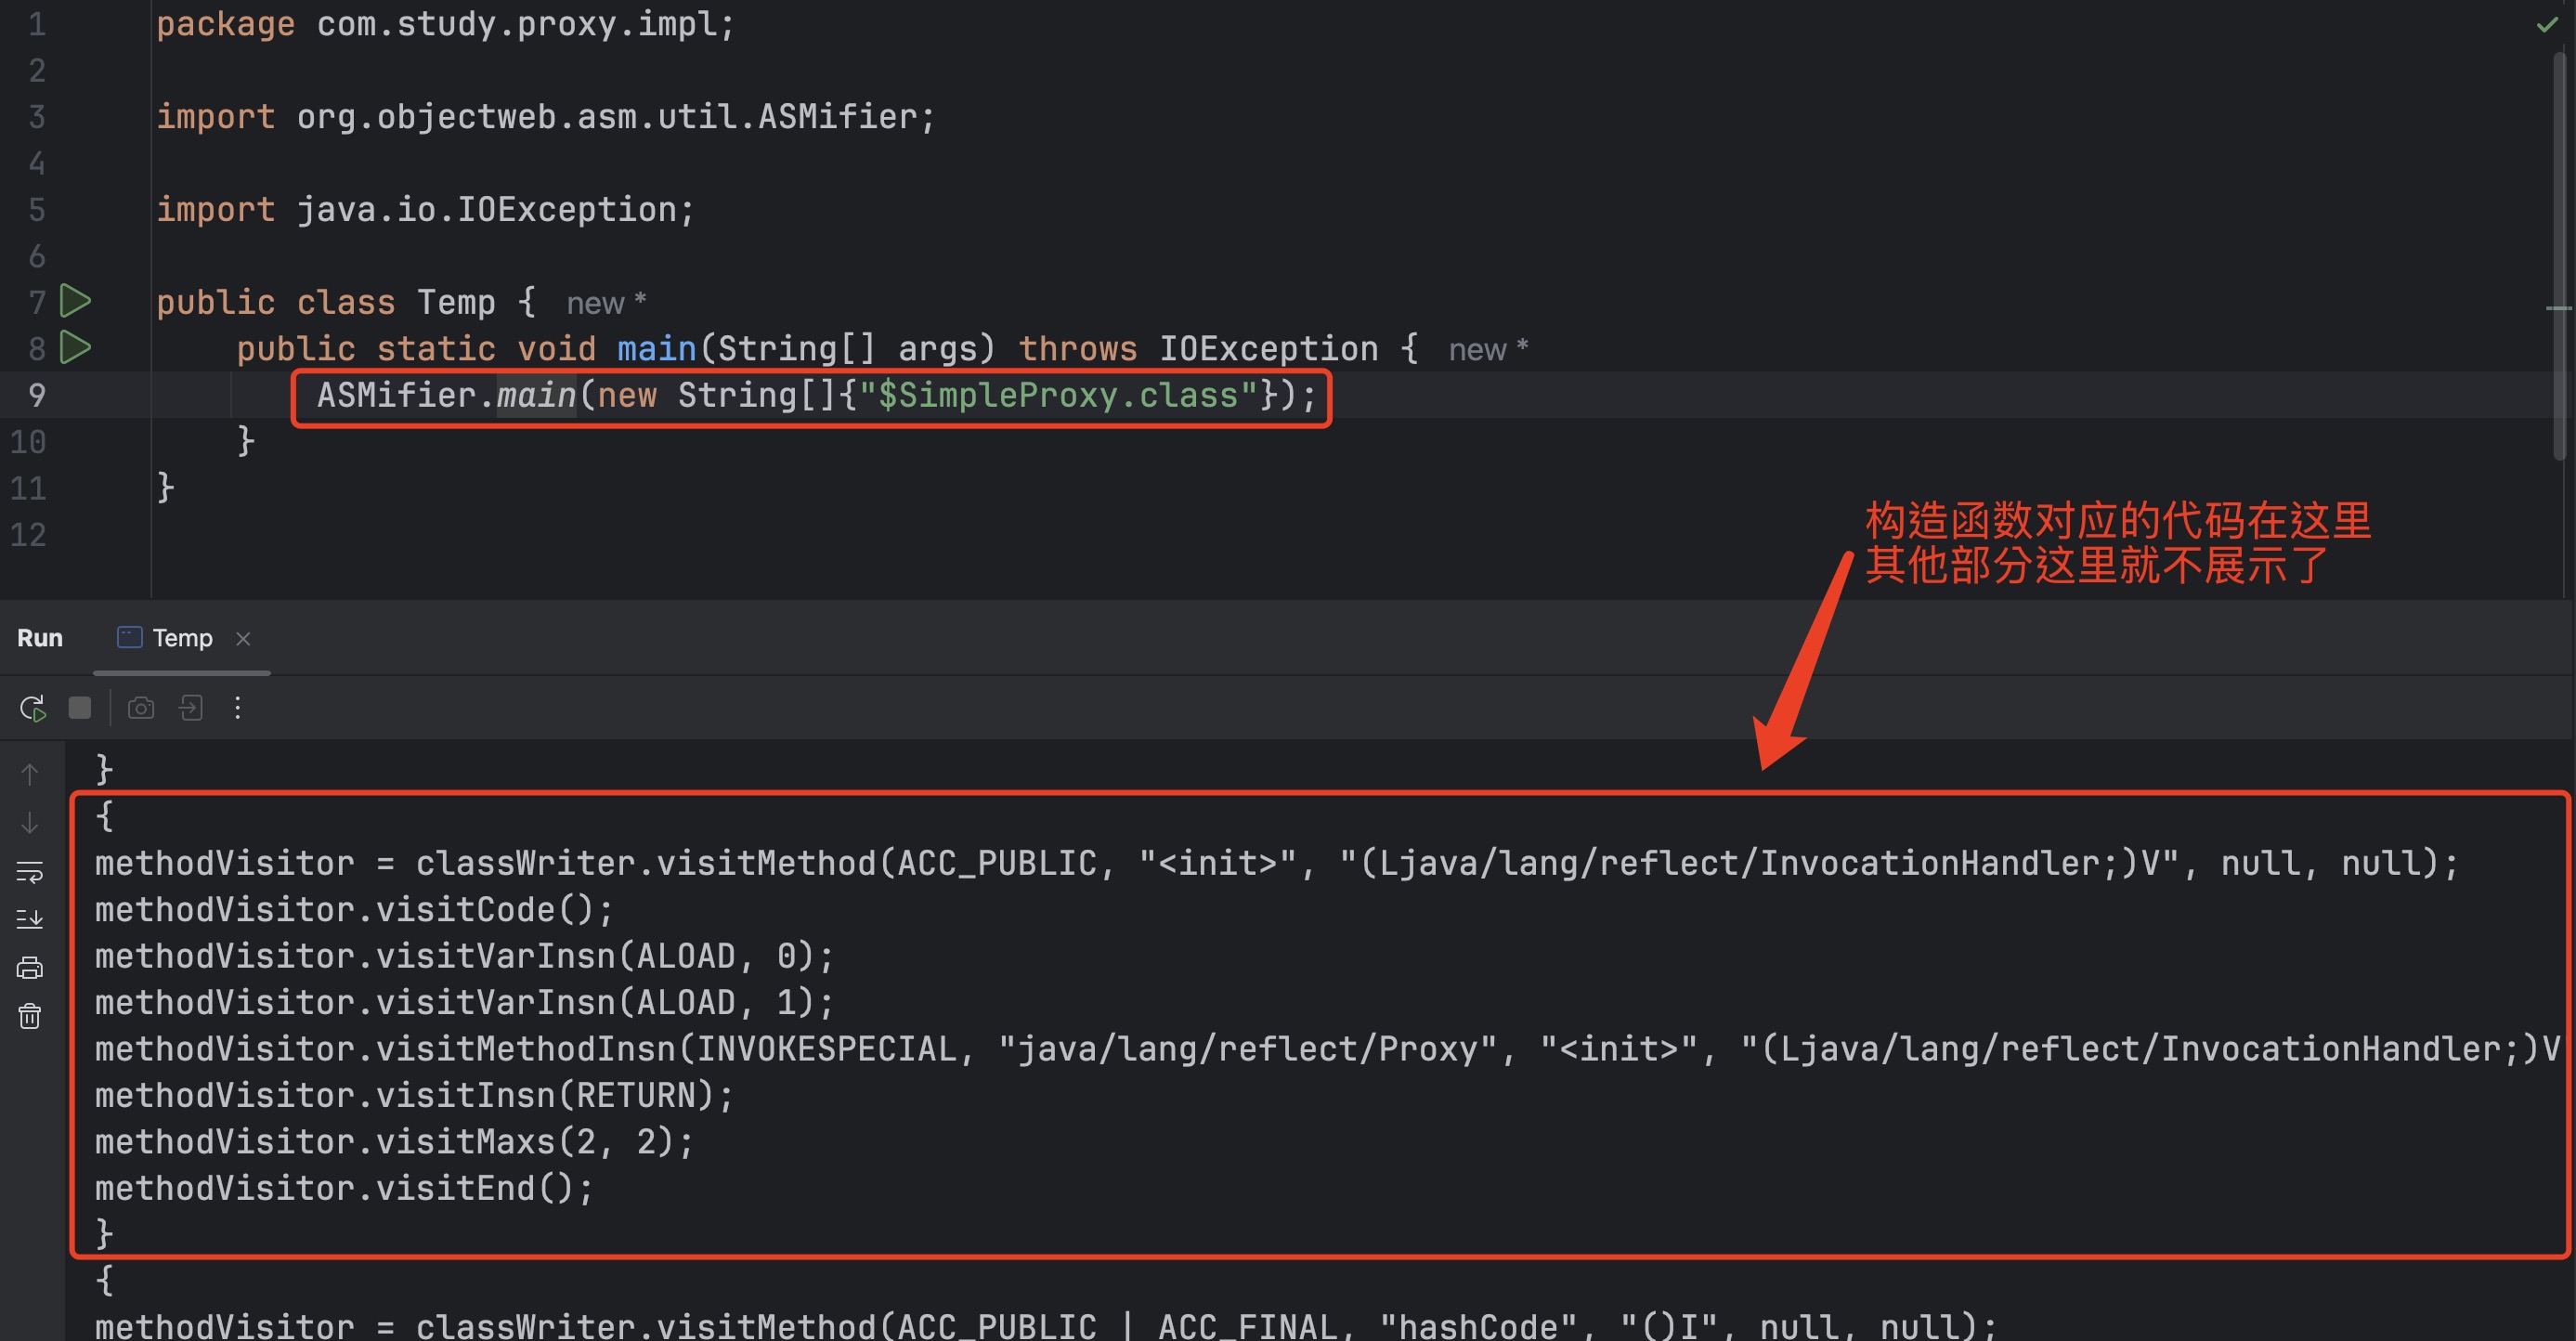 1 package com.study.proxy.impl;
2
3 import org.objectweb.asm.util.ASMifier;
4
5 import java.io.IOException;
6
7 public class Temp { new *
8 public static void main(String[] args) throws IOException { new *
9 ASMifier.main(new String[]{"$SimpleProxy.class"});
10 }
11 }
12
构造函数对应的代码在这里
其他部分这里就不展示了
Run Temp
}
{
methodVisitor = classWriter.visitMethod(ACC_PUBLIC, "<init>", "(Ljava/lang/reflect/InvocationHandler;)V", null, null);
methodVisitor.visitCode();
methodVisitor.visitVarInsn(ALOAD, 0);
methodVisitor.visitVarInsn(ALOAD, 1);
methodVisitor.visitMethodInsn(INVOKESPECIAL, "java/lang/reflect/Proxy", "<init>", "(Ljava/lang/reflect/InvocationHandler;)V
methodVisitor.visitInsn(RETURN);
methodVisitor.visitMaxs(2, 2);
methodVisitor.visitEnd();
}
{
methodVisitor = classWriter.visitMethod(ACC_PUBLIC | ACC_FINAL, "hashCode", "()I", null, null);